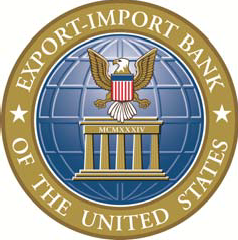 EXPORT-IMPORT BANK
MCMXXXIV
OF THE UNITED STATES